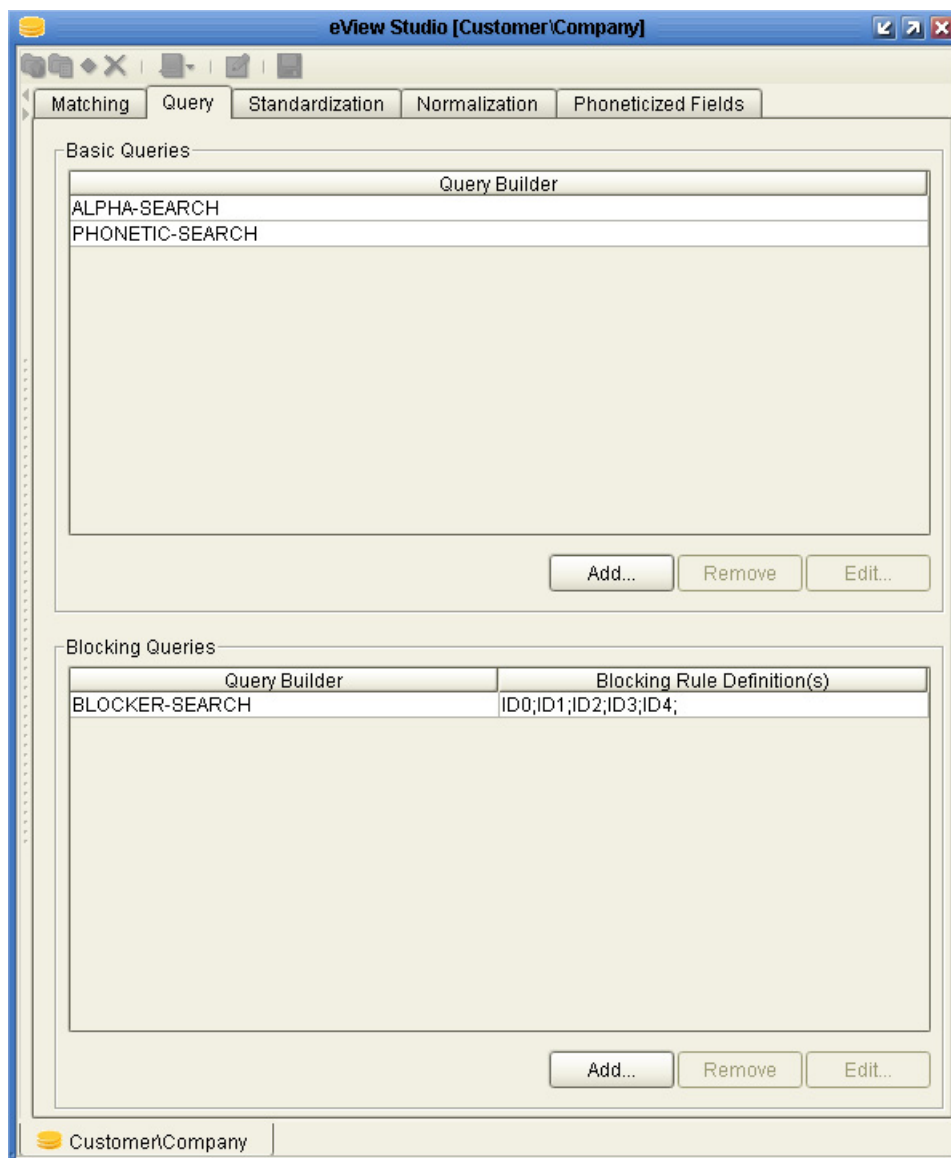 eView Studio [Customer\Company]
Matching Query Standardization Normalization Phoneticized Fields
Basic Queries
Query Builder
ALPHA-SEARCH
PHONETIC-SEARCH
Add... Remove Edit...
Blocking Queries
Query Builder Blocking Rule Definition(s)
BLOCKER-SEARCH ID0;ID1;ID2;ID3;ID4;
Add... Remove Edit...
Customer\Company